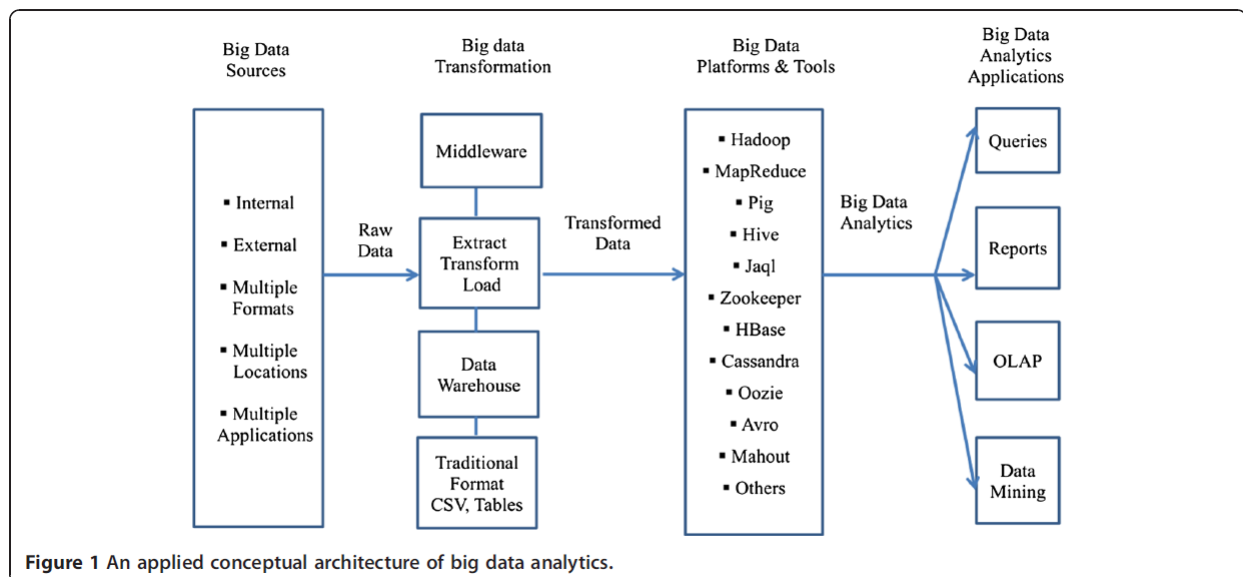 Big Data
Sources
Big data
Transformation
Big Data
Platforms & Tools
Big Data
Analytics
Applications
▪ Internal
▪ External
▪ Multiple
Formats
▪ Multiple
Locations
▪ Multiple
Applications
Raw
Data
Middleware
Extract
Transform
Load
Data
Warehouse
Traditional
Format
CSV, Tables
Transformed
Data
▪ Hadoop
▪ MapReduce
▪ Pig
▪ Hive
▪ Jaql
▪ Zookeeper
▪ HBase
▪ Cassandra
▪ Oozie
▪ Avro
▪ Mahout
▪ Others
Big Data
Analytics
Queries
Reports
OLAP
Data
Mining
Figure 1 An applied conceptual architecture of big data analytics.